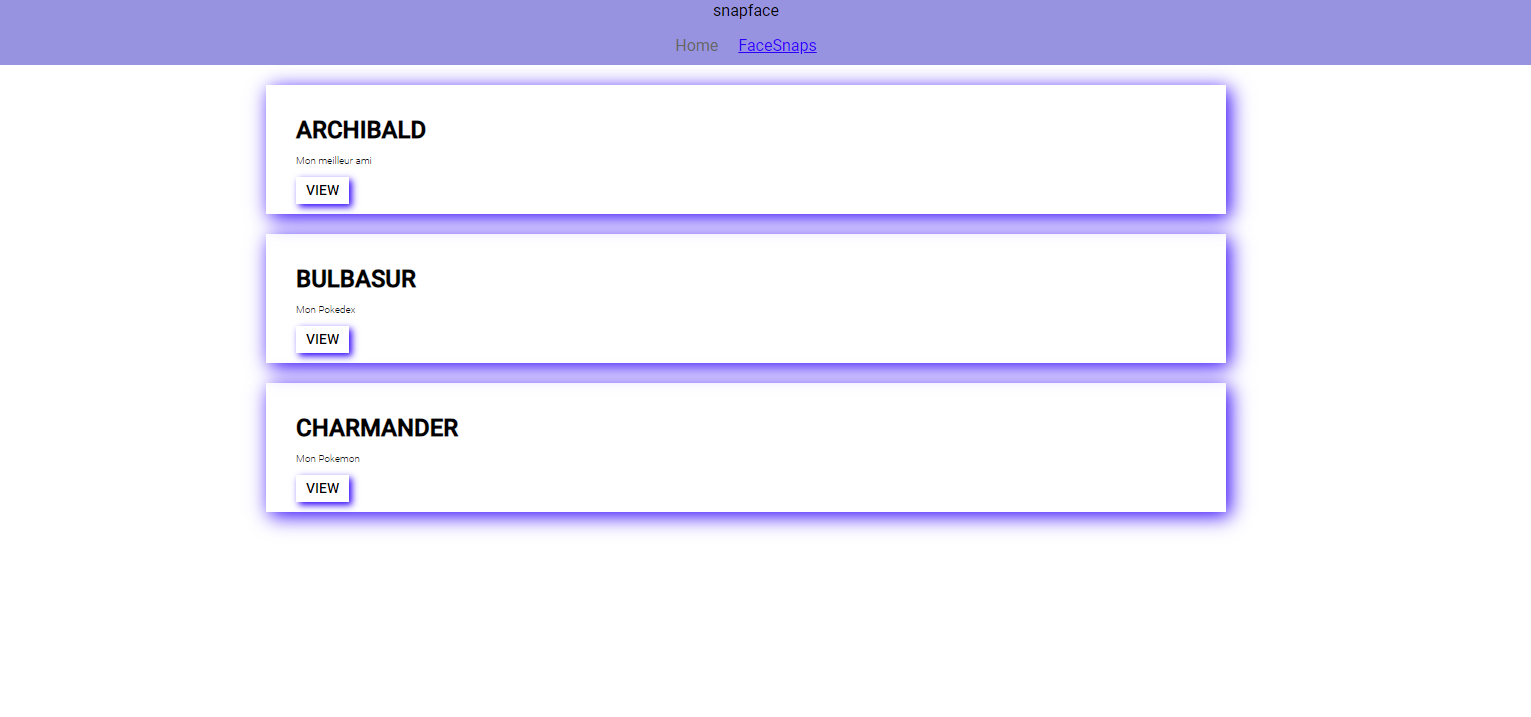 snapface
Home FaceSnaps
ARCHIBALD
Mon meilleur ami
VIEW
BULBASUR
Mon Pokedex
VIEW
CHARMANDER
Mon Pokemon
VIEW